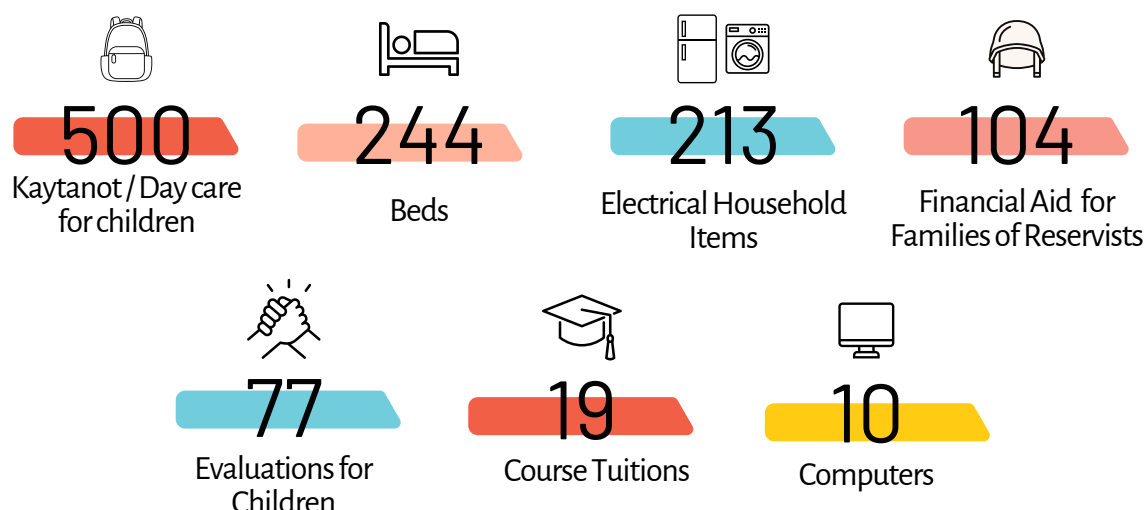 500
Kaytanot / Day care
for children
244
Beds
213
Electrical Household
Items
104
Financial Aid for
Families of Reservists
77
Evaluations for
Children
19
Course Tuitions
10
Computers